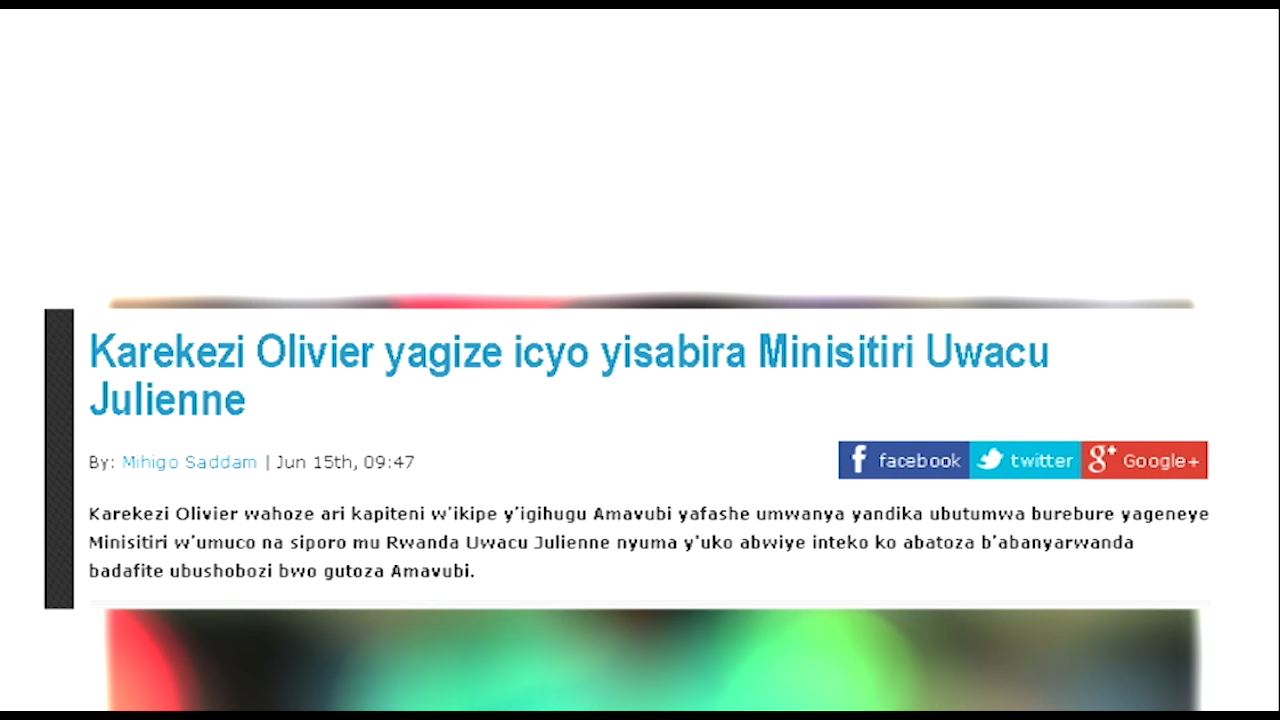 Karekezi Olivier yagize icyo yisabira Minisitiri Uwacu
Julienne
By: Mihigo Saddam | Jun 15th, 09:47
facebook
twitter
Google+
Karekezi Olivier wahoze ari kapiteni w'ikipe y'igihugu Amavubi yafashe umwanya yandika ubutumwa burebure yageneye
Minisitiri w'umuco na siporo mu Rwanda Uwacu Julienne nyuma y'uko abwiye inteko ko abatoza b'abanyarwanda
badafite ubushobozi bwo gutoza Amavubi.